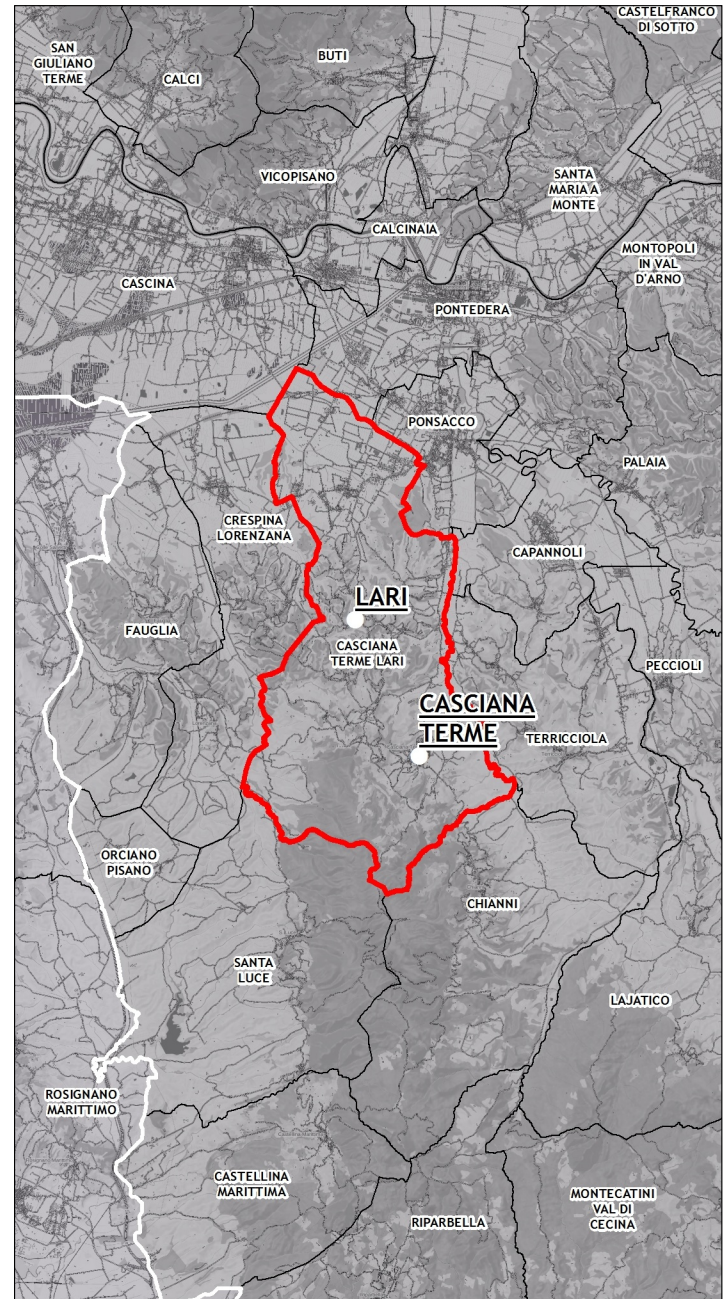 CASTELFRANCO
DI SOTTO
SAN
GIULIANO
TERME
BUTI
CALCI
VICOPISANO
SANTA
MARIA A
MONTE
CALCINAIA
MONTOPOLI
IN VAL
D'ARNO
CASCINA
PONTEDERA
PONSACCO
PALAIA
CRESPINA
LORENZANA
CAPANNOLI
LARI
FAUGLIA
CASCIANA
TERME LARI
PECCIOLI
CASCIANA
TERME
TERRICCIOLA
ORCIANO
PISANO
CHIANNI
SANTA
LUCE
LAJATICO
ROSIGNANO
MARITTIMO
CASTELLINA
MARITTIMA
MONTECATINI
VAL DI
CECINA
RIPARBELLA